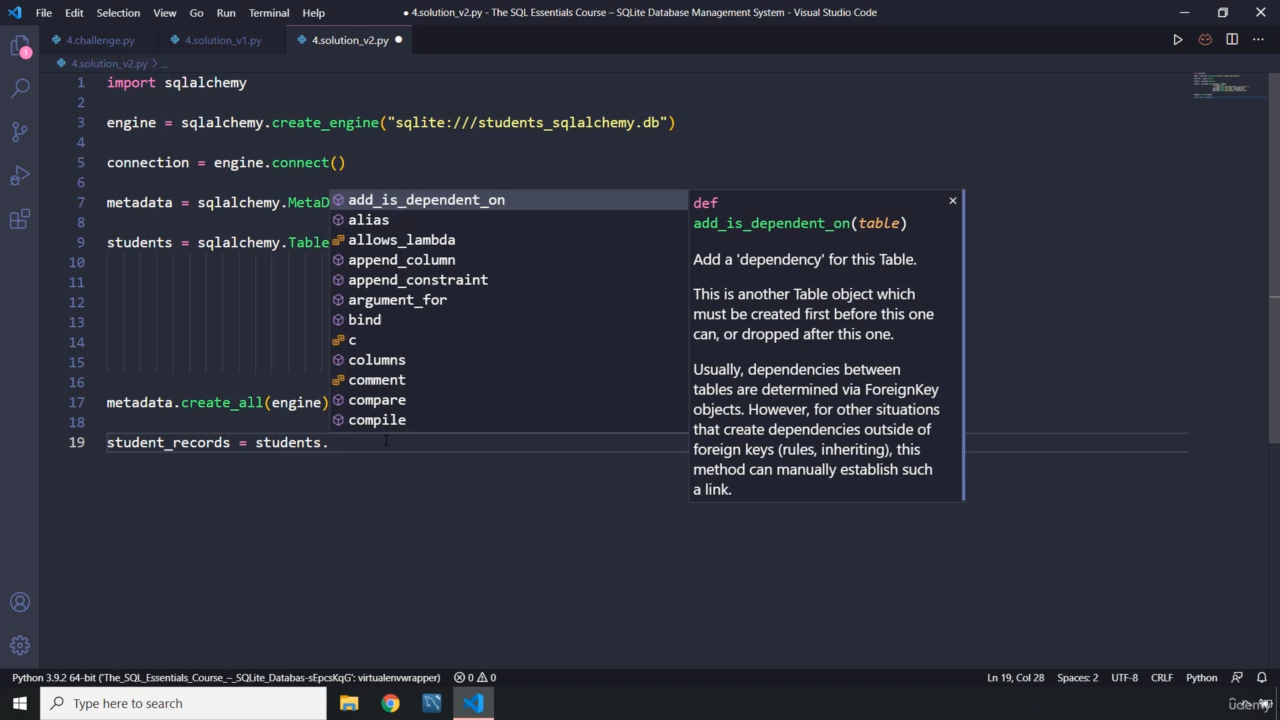 File Edit Selection View Go Run Terminal Help
● 4.solution_v2.py - The SQL Essentials Course – SQLite Database Management System - Visual Studio Code
4.challenge.py 4.solution_v1.py 4.solution_v2.py ●
4.solution_v2.py > ...
1 import sqlalchemy
2
3 engine = sqlalchemy.create_engine("sqlite:///students_sqlalchemy.db")
4
5 connection = engine.connect()
6
7 metadata = sqlalchemy.MetaD
8
9 students = sqlalchemy.Table
10
11
12
13
14
15
16
17 metadata.create_all(engine)
18
19 student_records = students.
add_is_dependent_on
alias
allows_lambda
append_column
append_constraint
argument_for
bind
c
columns
comment
compare
compile
def
add_is_dependent_on(table)
Add a 'dependency' for this Table.
This is another Table object which
must be created first before this one
can, or dropped after this one.
Usually, dependencies between
tables are determined via ForeignKey
objects. However, for other situations
that create dependencies outside of
foreign keys (rules, inheriting), this
method can manually establish such
a link.
1
Python 3.9.2 64-bit ('The_SQL_Essentials_Course_–_SQLite_Databas-sEpcsKqG': virtualenvwrapper) 0 0 Ln 19, Col 28 Spaces: 2 UTF-8 CRLF Python
Type here to search
udemy